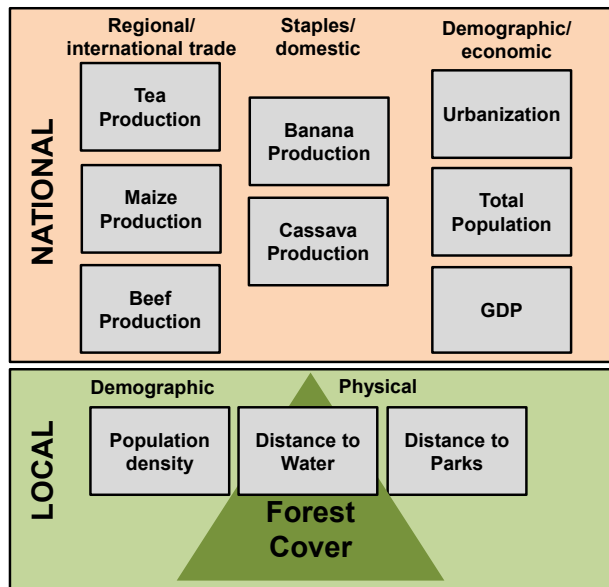 NATIONAL
Regional/
international trade
Tea
Production
Maize
Production
Beef
Production
Staples/
domestic
Banana
Production
Cassava
Production
Demographic/
economic
Urbanization
Total
Population
GDP
LOCAL
Demographic
Population
density
Physical
Distance to
Water
Distance to
Parks
Forest
Cover